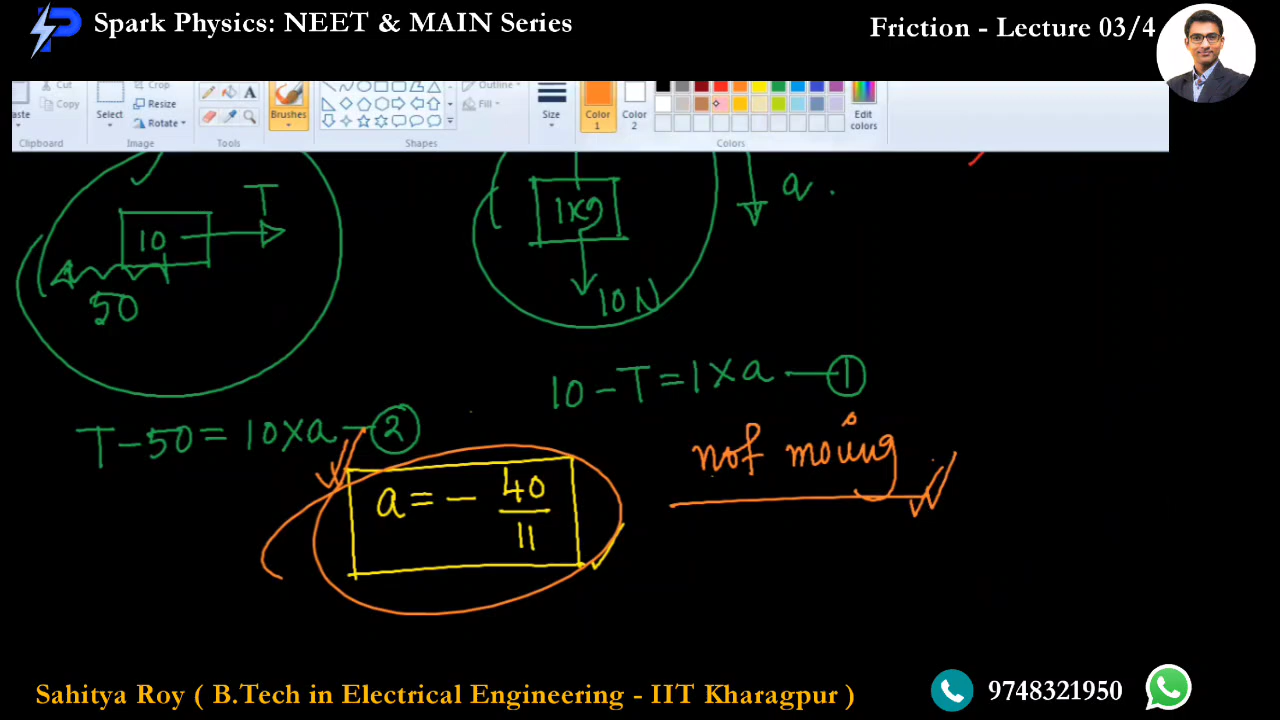 Spark Physics: NEET & MAIN Series
Friction - Lecture 03/4
Cut
Crop
Outline
aste
Copy
Select
Resize
Rotate
A
Brushes
Fill
Size
Color 1
Color 2
Edit colors
Clipboard
Image
Tools
Shapes
Colors
T
10
50
1kg
a.
10N
10-T=1×a — ①
T-50=10×a — ②
not moving
a = - 40/11
Sahitya Roy ( B.Tech in Electrical Engineering - IIT Kharagpur )
9748321950